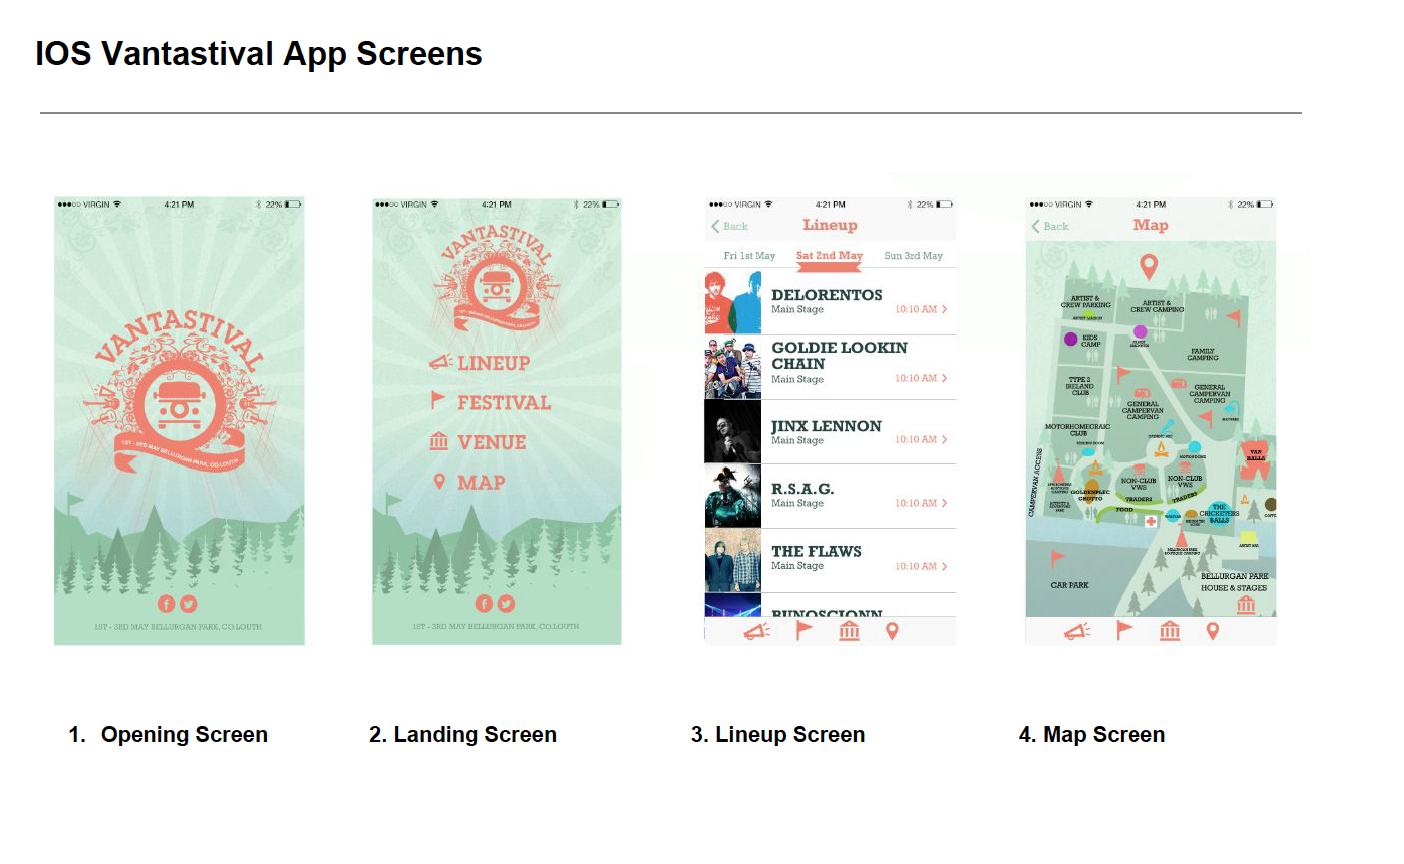 IOS Vantastival App Screens
VIRGIN 4:21 PM 22%
VANTASTIVAL
1ST - 3RD MAY BELLURGAN PARK, CO.LOUTH
1ST - 3RD MAY BELLURGAN PARK, CO.LOUTH
1. Opening Screen
VIRGIN 4:21 PM 22%
VANTASTIVAL
1ST - 3RD MAY BELLURGAN PARK, CO.LOUTH
LINEUP
FESTIVAL
VENUE
MAP
1ST - 3RD MAY BELLURGAN PARK, CO.LOUTH
2. Landing Screen
VIRGIN 4:21 PM 22%
Back Lineup
Fri 1st May Sat 2nd May Sun 3rd May
DELORENTOS
Main Stage 10:10 AM
GOLDIE LOOKIN
CHAIN
Main Stage 10:10 AM
JINX LENNON
Main Stage 10:10 AM
R.S.A.G.
Main Stage 10:10 AM
THE FLAWS
Main Stage 10:10 AM
3. Lineup Screen
VIRGIN 4:21 PM 22%
Back Map
ARTIST &
CREW PARKING
ARTIST &
CREW CAMPING
KIDS
CAMP
FAMILY
CAMPING
TYPE 2
IRELAND
CLUB
GENERAL
CAMPERVAN
CAMPING
GENERAL
CAMPERVAN
CAMPING
MOTORHOMECRAIC
CLUB
CAMPERVAN ACCESS
VAN
HALLS
NON-CLUB
VWS
NON-CLUB
VWS
GOLDENPLEC
GROTTO
TRADERS
TRADERS
FOOD
THE
CRICKETERS
BALLS
CAR PARK
BELLURGAN PARK
HOUSE & STAGES
4. Map Screen